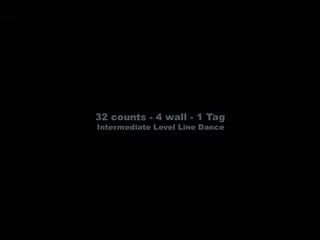 32 counts - 4 wall - 1 Tag
Intermediate Level Line Dance